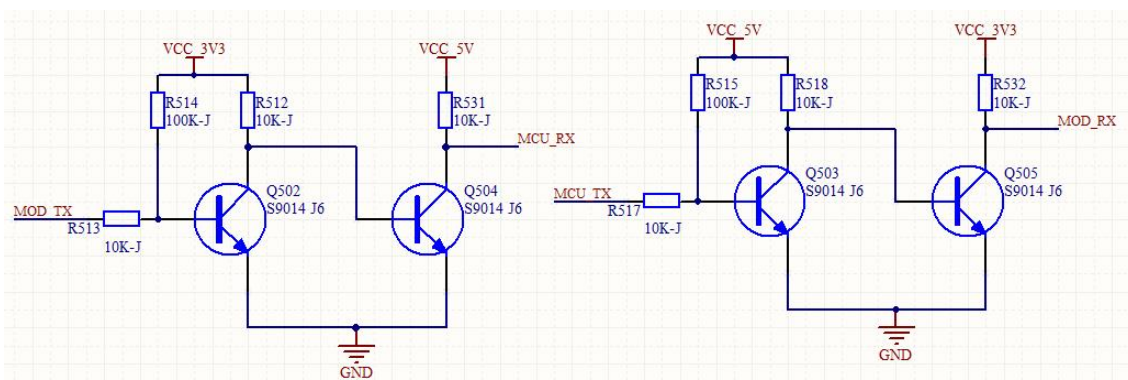 VCC_3V3
R514
100K-J
R512
10K-J
VCC_5V
R531
10K-J
MCU_RX
Q502
S9014 J6
Q504
S9014 J6
MOD_TX
R513
10K-J
GND
VCC_5V
R515
100K-J
R518
10K-J
VCC_3V3
R532
10K-J
MOD_RX
Q503
S9014 J6
Q505
S9014 J6
MCU_TX
R517
10K-J
GND